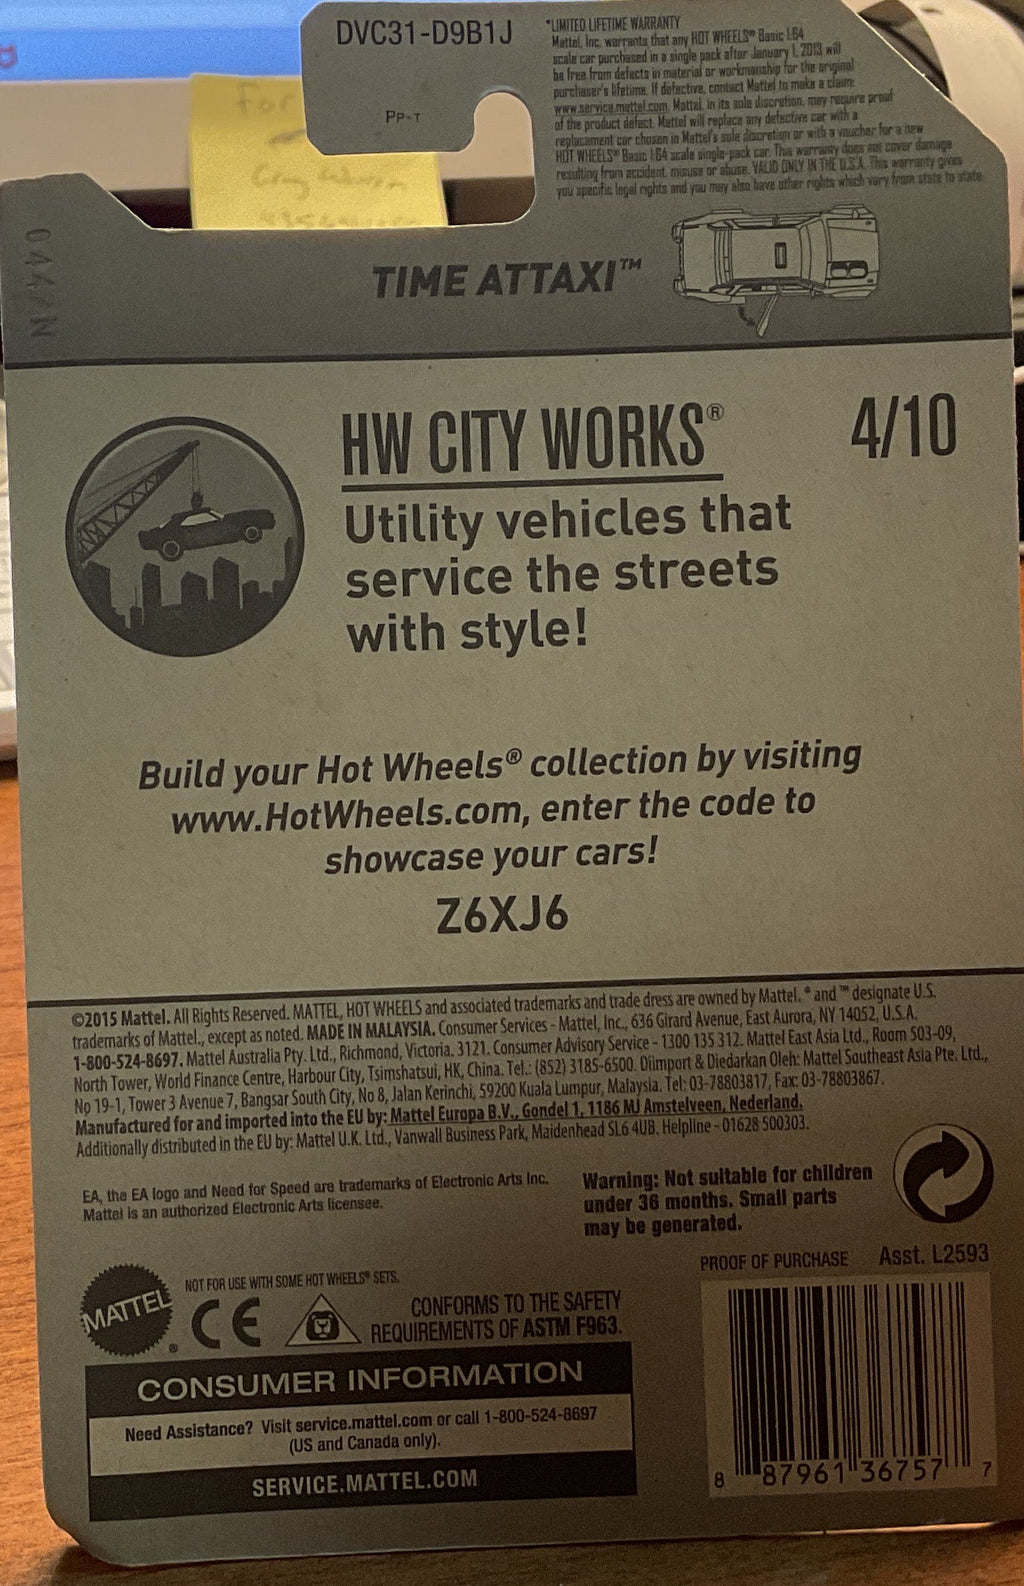 DVC31-D9B1J
PP-T
*LIMITED LIFETIME WARRANTY
Mattel, Inc. warrants that any HOT WHEELS® Basic 1:64
scale car purchased in a single pack after January 1, 2013 will
be free from defects in material or workmanship for the original
purchaser's lifetime. If defective, contact Mattel to make a claim:
www.service.mattel.com. Mattel, in its sole discretion, may require proof
of the product defect. Mattel will replace any defective car with a
replacement car chosen in Mattel's sole discretion or with a voucher for a new
HOT WHEELS® Basic 1:64 scale single-pack car. This warranty does not cover damage
resulting from accident, misuse or abuse. VALID ONLY IN THE U.S.A. This warranty gives
you specific legal rights and you may also have other rights which vary from state to state.
For
044/N
TIME ATTAXI™
HW CITY WORKS®
4/10
Utility vehicles that
service the streets
with style!
Build your Hot Wheels® collection by visiting
www.HotWheels.com, enter the code to
showcase your cars!
Z6XJ6
©2015 Mattel. All Rights Reserved. MATTEL, HOT WHEELS and associated trademarks and trade dress are owned by Mattel. ® and ™ designate U.S.
trademarks of Mattel., except as noted. MADE IN MALAYSIA. Consumer Services - Mattel, Inc., 636 Girard Avenue, East Aurora, NY 14052, U.S.A.
1-800-524-8697. Mattel Australia Pty. Ltd., Richmond, Victoria. 3121. Consumer Advisory Service - 1300 135 312. Mattel East Asia Ltd., Room 503-09,
North Tower, World Finance Centre, Harbour City, Tsimshatsui, HK, China. Tel.: (852) 3185-6500. Diimport & Diedarkan Oleh: Mattel Southeast Asia Pte. Ltd.,
No 19-1, Tower 3 Avenue 7, Bangsar South City, No 8, Jalan Kerinchi, 59200 Kuala Lumpur, Malaysia. Tel: 03-78803817, Fax: 03-78803867.
Manufactured for and imported into the EU by: Mattel Europa B.V., Gondel 1, 1186 MJ Amstelveen, Nederland.
Additionally distributed in the EU by: Mattel U.K. Ltd., Vanwall Business Park, Maidenhead SL6 4UB. Helpline - 01628 500303.
EA, the EA logo and Need for Speed are trademarks of Electronic Arts Inc.
Mattel is an authorized Electronic Arts licensee.
Warning: Not suitable for children
under 36 months. Small parts
may be generated.
PROOF OF PURCHASE Asst. L2593
MATTEL®
NOT FOR USE WITH SOME HOT WHEELS® SETS.
CE
CONFORMS TO THE SAFETY
REQUIREMENTS OF ASTM F963.
CONSUMER INFORMATION
Need Assistance? Visit service.mattel.com or call 1-800-524-8697
(US and Canada only).
SERVICE.MATTEL.COM
8 87961 36757 7